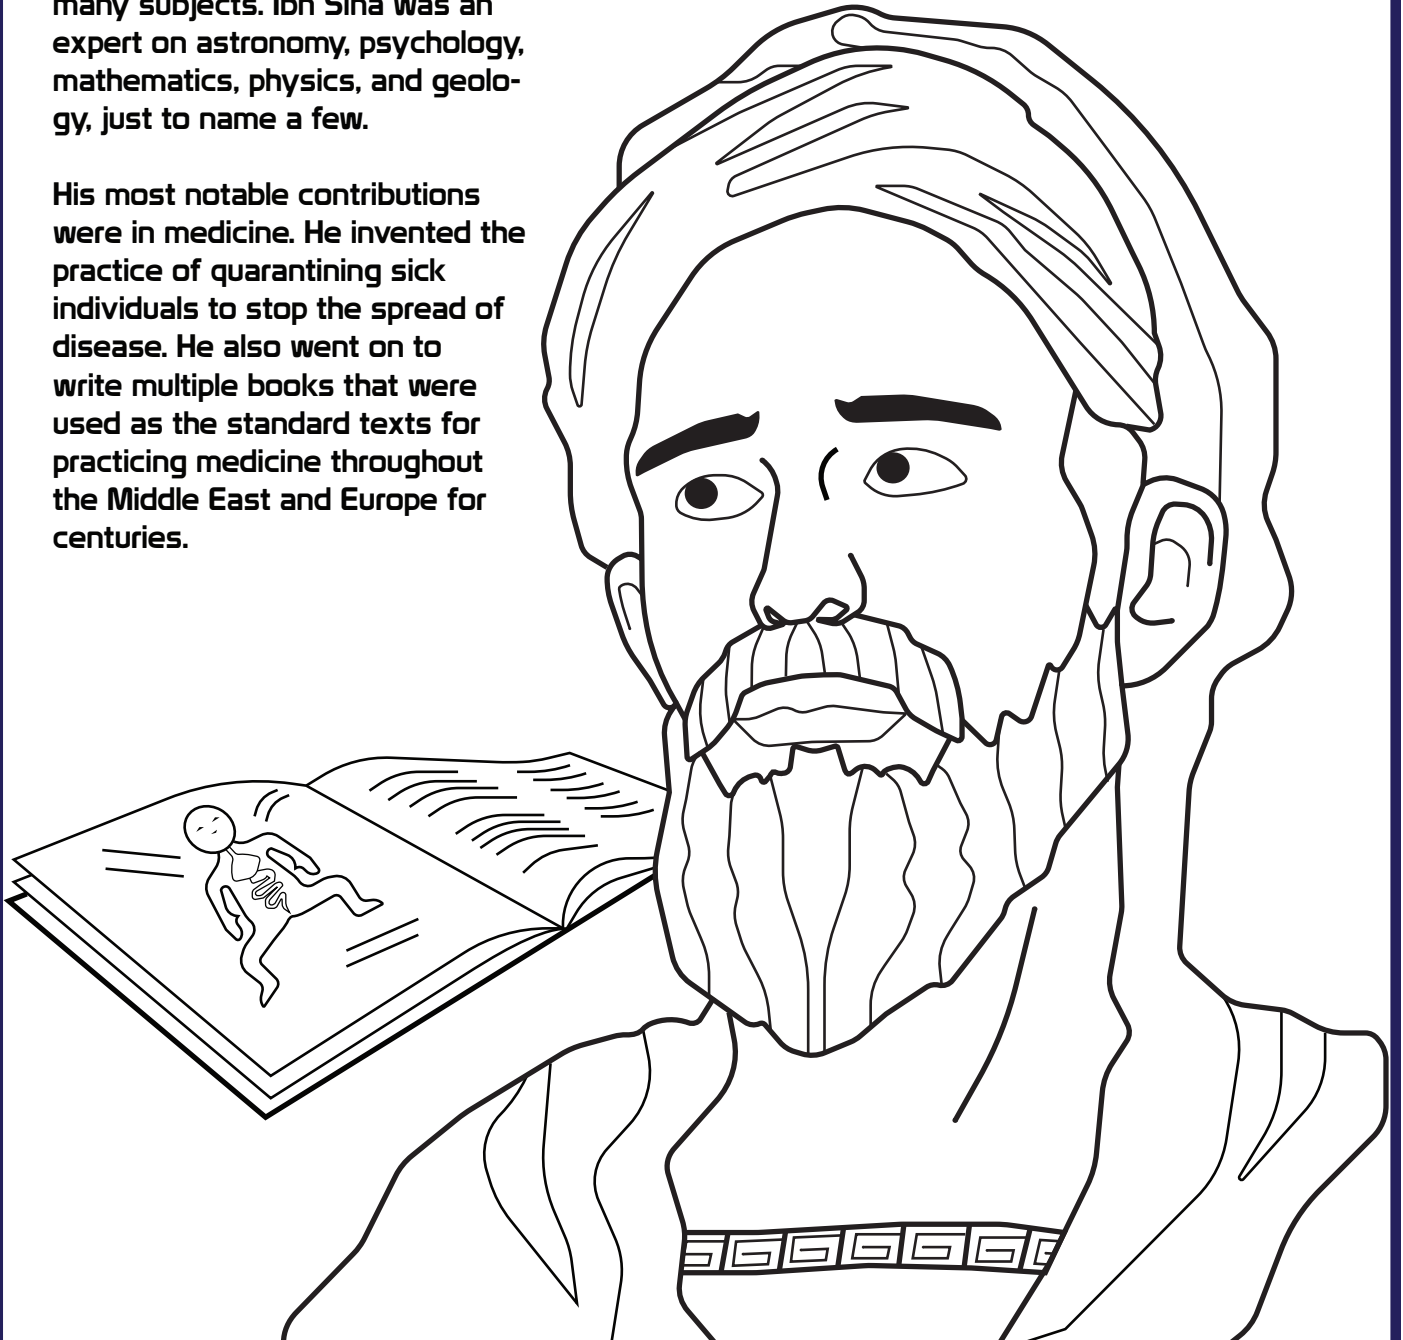 many subjects. Ibn Sina was an
expert on astronomy, psychology,
mathematics, physics, and geolo-
gy, just to name a few.
His most notable contributions
were in medicine. He invented the
practice of quarantining sick
individuals to stop the spread of
disease. He also went on to
write multiple books that were
used as the standard texts for
practicing medicine throughout
the Middle East and Europe for
centuries.